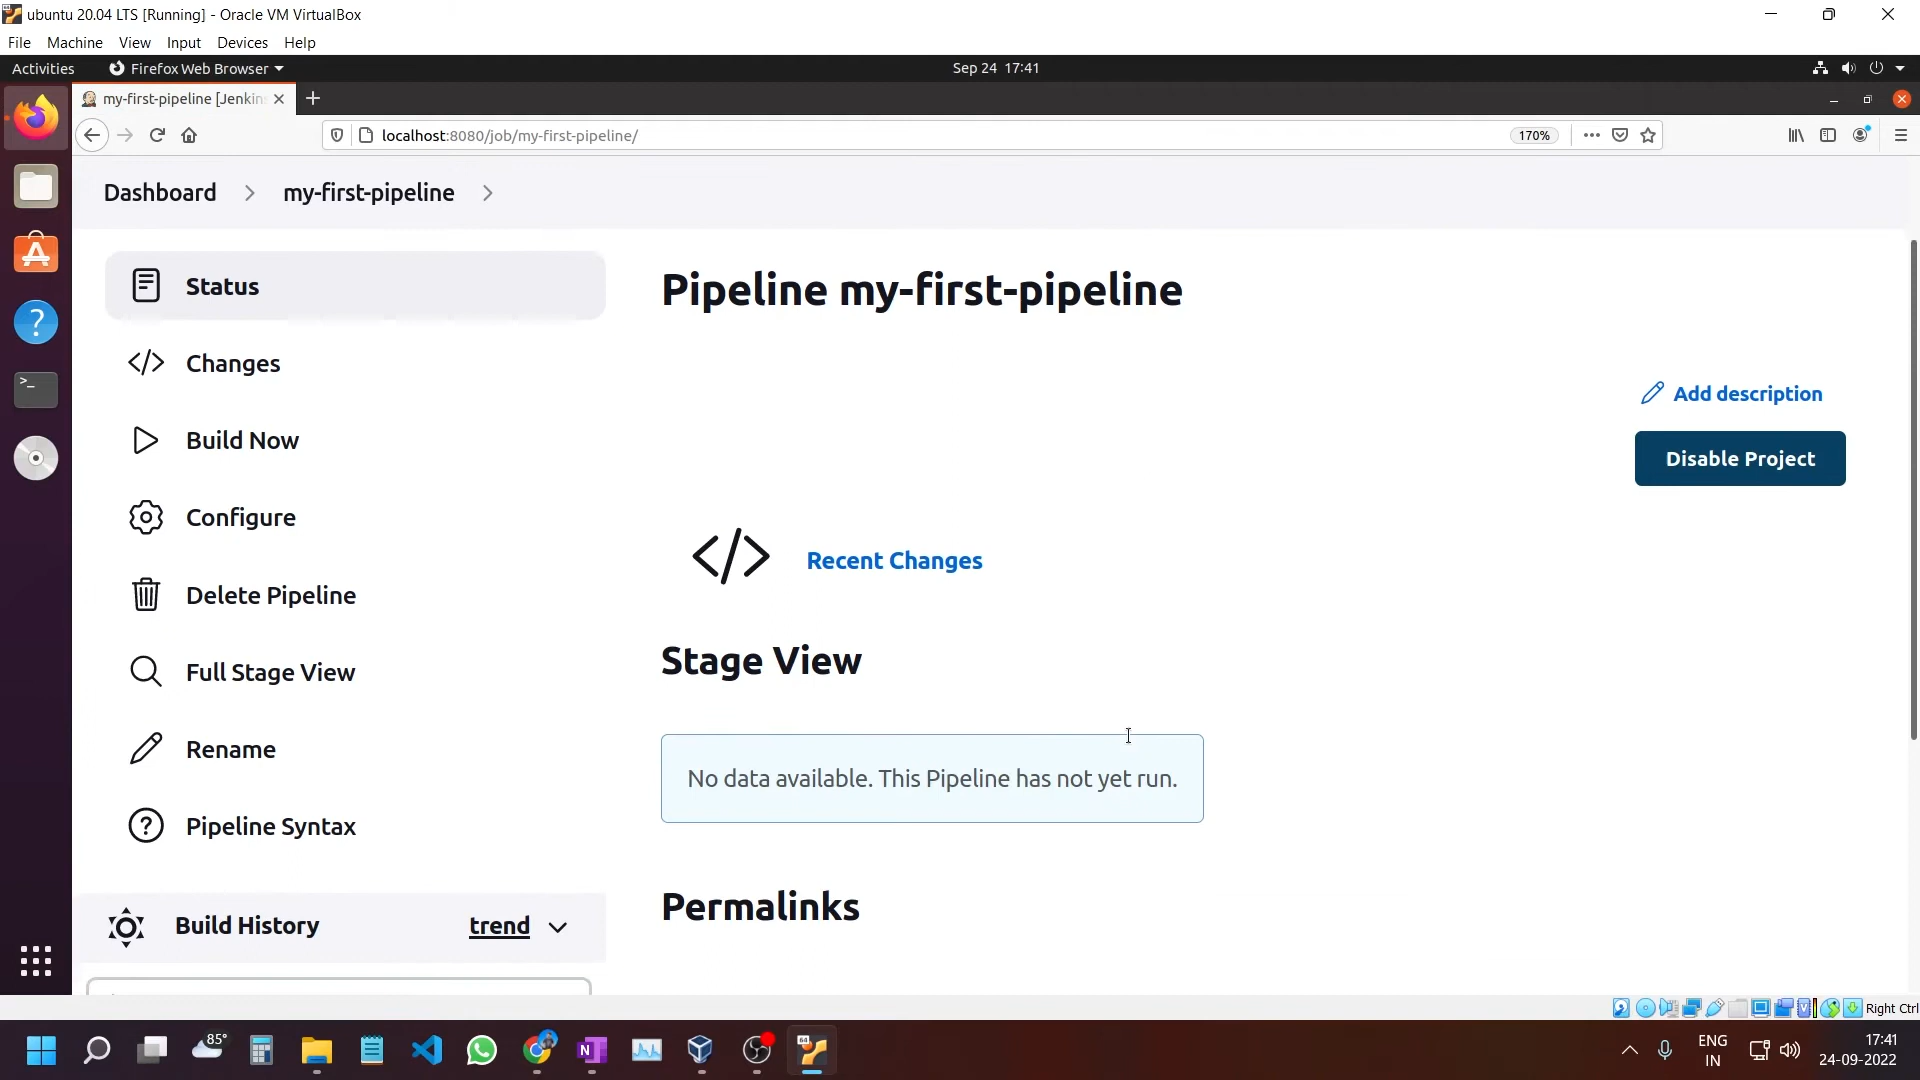 ubuntu 20.04 LTS [Running] - Oracle VM VirtualBox
File Machine View Input Devices Help
Activities Firefox Web Browser Sep 24 17:41
my-first-pipeline [Jenkin
localhost:8080/job/my-first-pipeline/ 170%
Dashboard my-first-pipeline
Status
Changes
Build Now
Configure
Delete Pipeline
Full Stage View
Rename
Pipeline Syntax
Build History trend
Pipeline my-first-pipeline
Add description
Disable Project
Recent Changes
Stage View
No data available. This Pipeline has not yet run.
Permalinks
Right Ctrl
85°
ENG
IN
17:41
24-09-2022